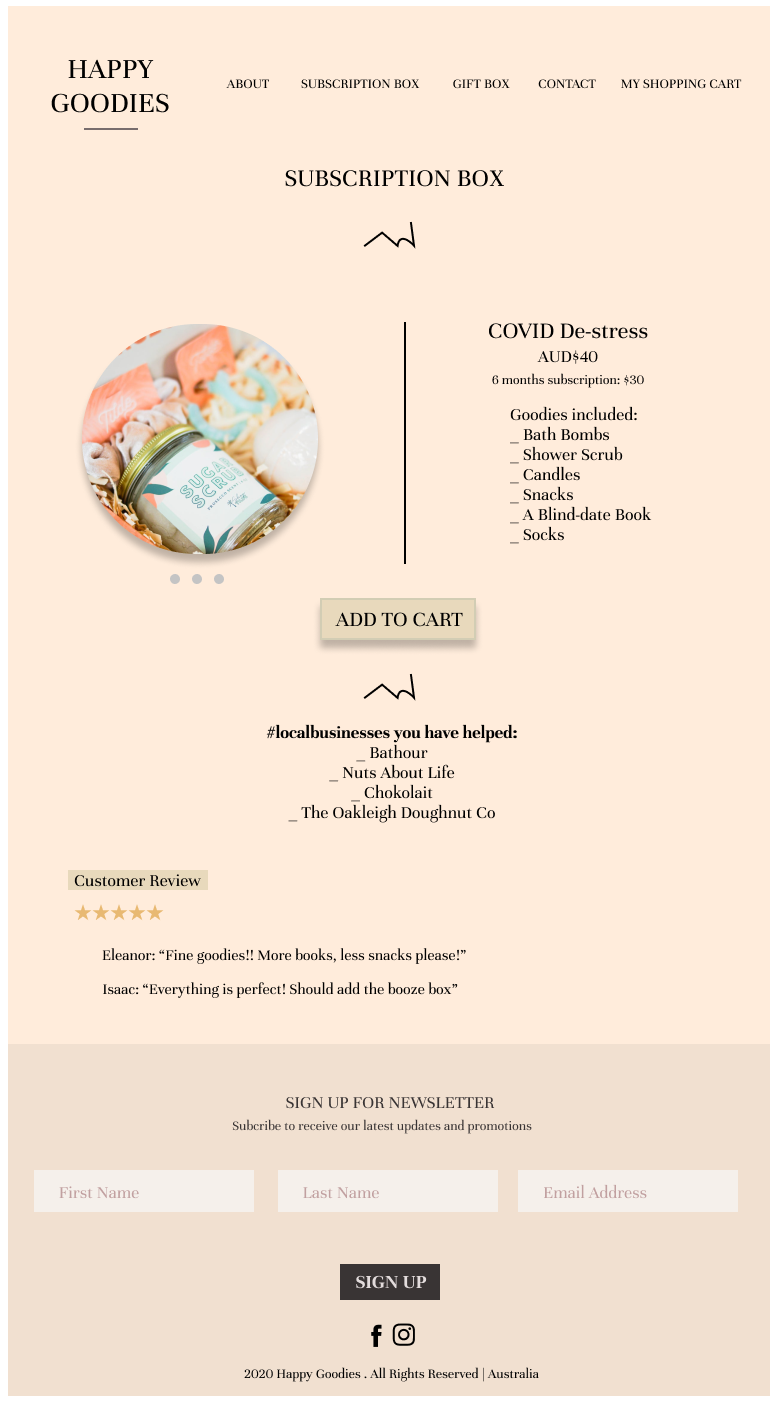 HAPPY
GOODIES
ABOUT SUBSCRIPTION BOX GIFT BOX CONTACT MY SHOPPING CART
SUBSCRIPTION BOX
COVID De-stress
AUD$40
6 months subscription: $30
Goodies included:
_ Bath Bombs
_ Shower Scrub
_ Candles
_ Snacks
_ A Blind-date Book
_ Socks
SUGAR
SCRUB
ADD TO CART
#localbusinesses you have helped:
_ Bathour
_ Nuts About Life
_ Chokolait
_ The Oakleigh Doughnut Co
Customer Review
★★★★★
Eleanor: “Fine goodies!! More books, less snacks please!”
Isaac: “Everything is perfect! Should add the booze box”
SIGN UP FOR NEWSLETTER
Subcribe to receive our latest updates and promotions
First Name Last Name Email Address
SIGN UP
2020 Happy Goodies . All Rights Reserved | Australia